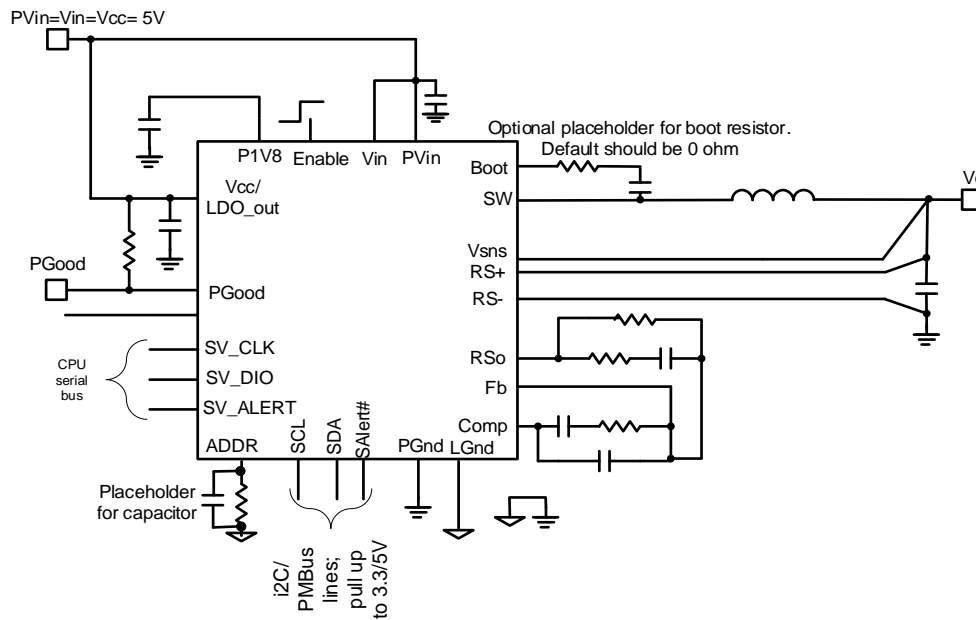 PVin=Vin=Vcc= 5V
P1V8
Enable
Vin
PVin
Optional placeholder for boot resistor.
Default should be 0 ohm
Boot
SW
Vcc/
LDO_out
Vsns
RS+
RS-
PGood
PGood
CPU
serial
bus
SV_CLK
SV_DIO
SV_ALERT
RSo
Fb
Comp
ADDR
SCL
SDA
SAlert#
PGnd
LGnd
Placeholder
for capacitor
i2C/
PMBus
lines;
pull up
to 3.3/5V